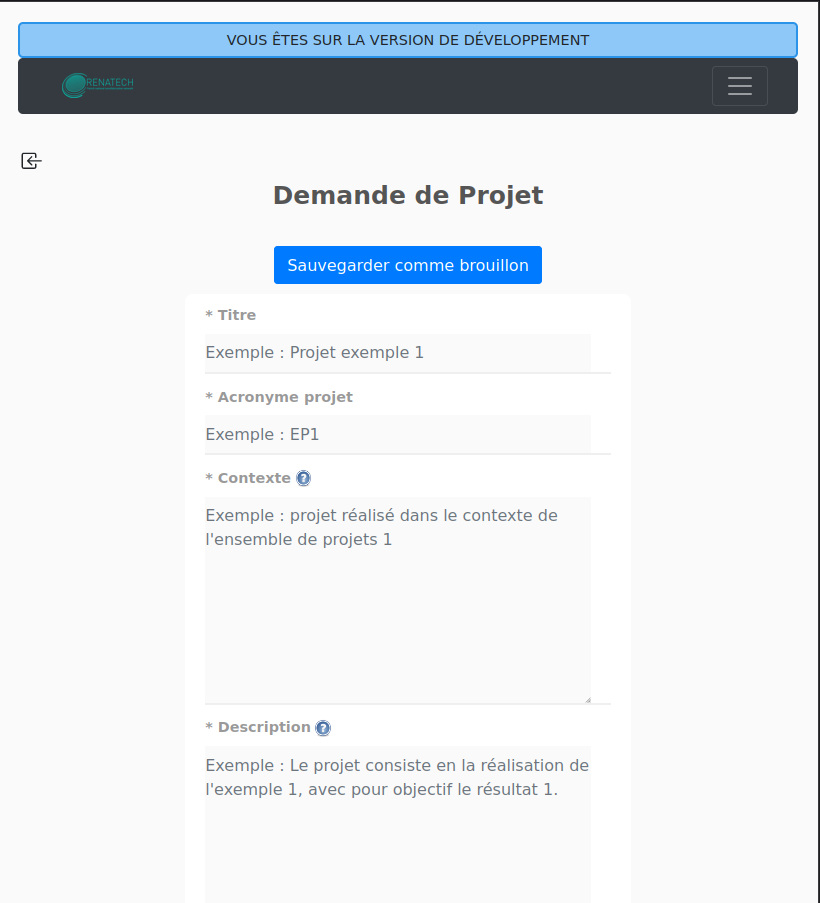 VOUS ÊTES SUR LA VERSION DE DÉVELOPPEMENT
RENATECH
Demande de Projet
Sauvegarder comme brouillon
* Titre
Exemple : Projet exemple 1
* Acronyme projet
Exemple : EP1
* Contexte ?
Exemple : projet réalisé dans le contexte de
l'ensemble de projets 1
* Description ?
Exemple : Le projet consiste en la réalisation de
l'exemple 1, avec pour objectif le résultat 1.